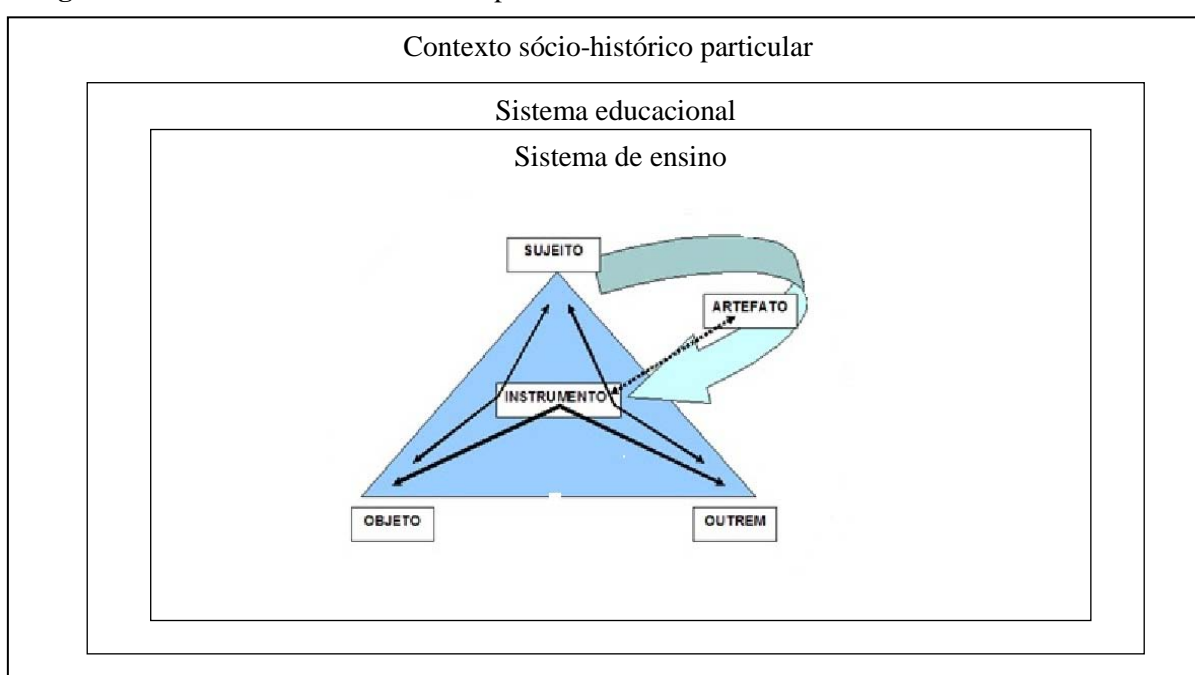 Contexto sócio-histórico particular
Sistema educacional
Sistema de ensino
SUJEITO
ARTEFATO
INSTRUMENTO
OBJETO
OUTREM